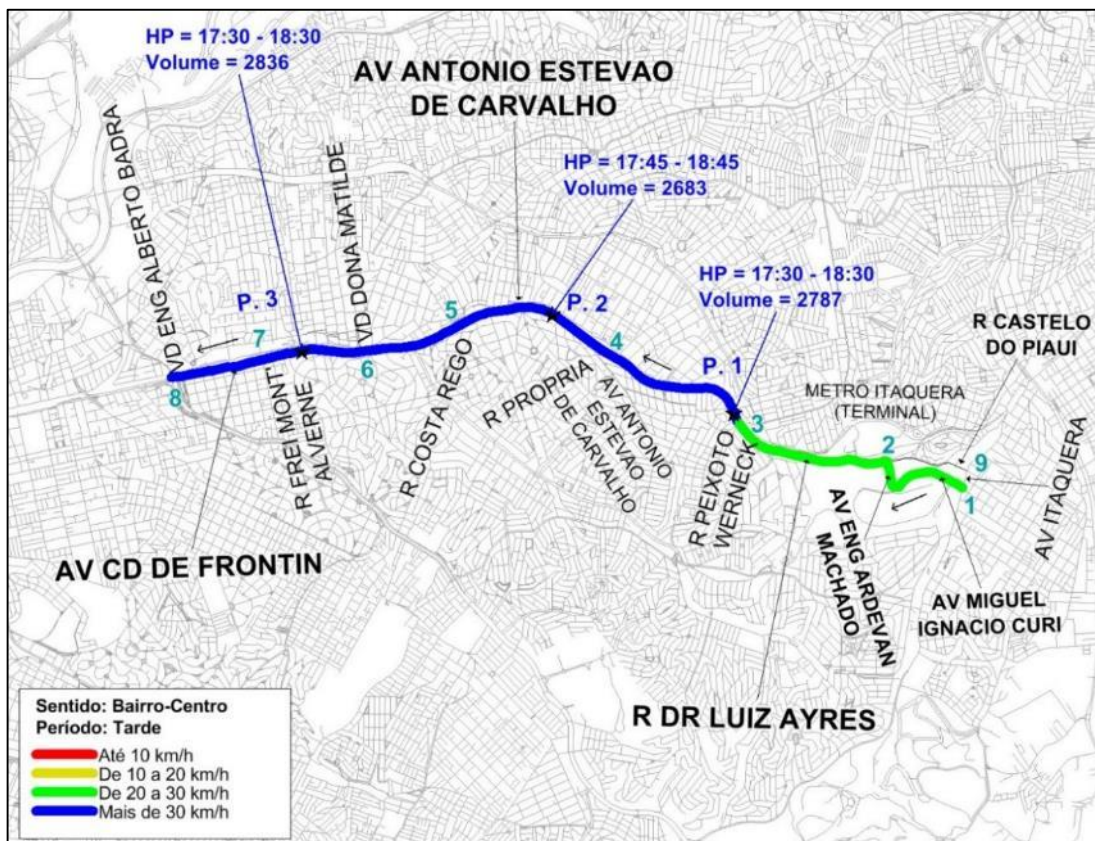 HP = 17:30 - 18:30
Volume = 2836
AV ANTONIO ESTEVAO
DE CARVALHO
VD ENG ALBERTO BADRA
VD DONA MATILDE
HP = 17:45 - 18:45
Volume = 2683
HP = 17:30 - 18:30
Volume = 2787
P. 3
P. 2
P. 1
7
5
4
6
8
3
2
9
1
R CASTELO
DO PIAUI
METRO ITAQUERA
(TERMINAL)
R FREI MONT
ALVERNE
R COSTA REGO
R PROPRIA
AV ANTONIO
ESTEVAO
DE CARVALHO
R PEIXOTO
WERNECK
AV ITAQUERA
AV CD DE FRONTIN
AV ENG ARDEVAN
MACHADO
AV MIGUEL
IGNACIO CURI
R DR LUIZ AYRES
Sentido: Bairro-Centro
Período: Tarde
Até 10 km/h
De 10 a 20 km/h
De 20 a 30 km/h
Mais de 30 km/h